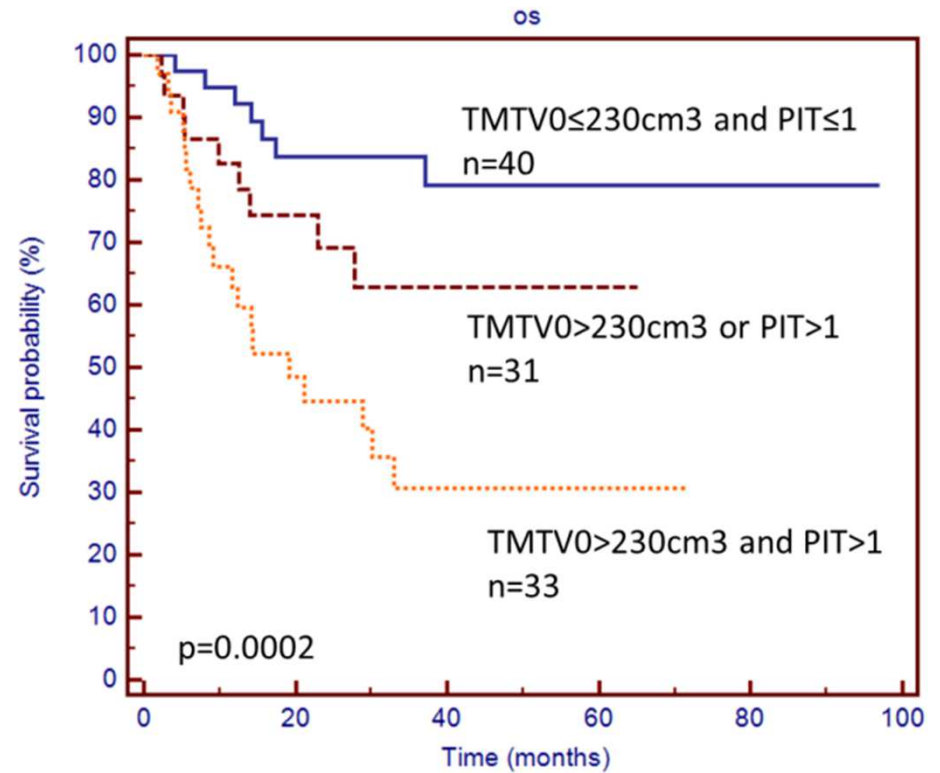 os
100
90
80
70
60
50
40
30
20
10
0
Survival probability (%)
TMTV0≤230cm3 and PIT≤1
n=40
TMTV0>230cm3 or PIT>1
n=31
TMTV0>230cm3 and PIT>1
n=33
p=0.0002
0 20 40 60 80 100
Time (months)